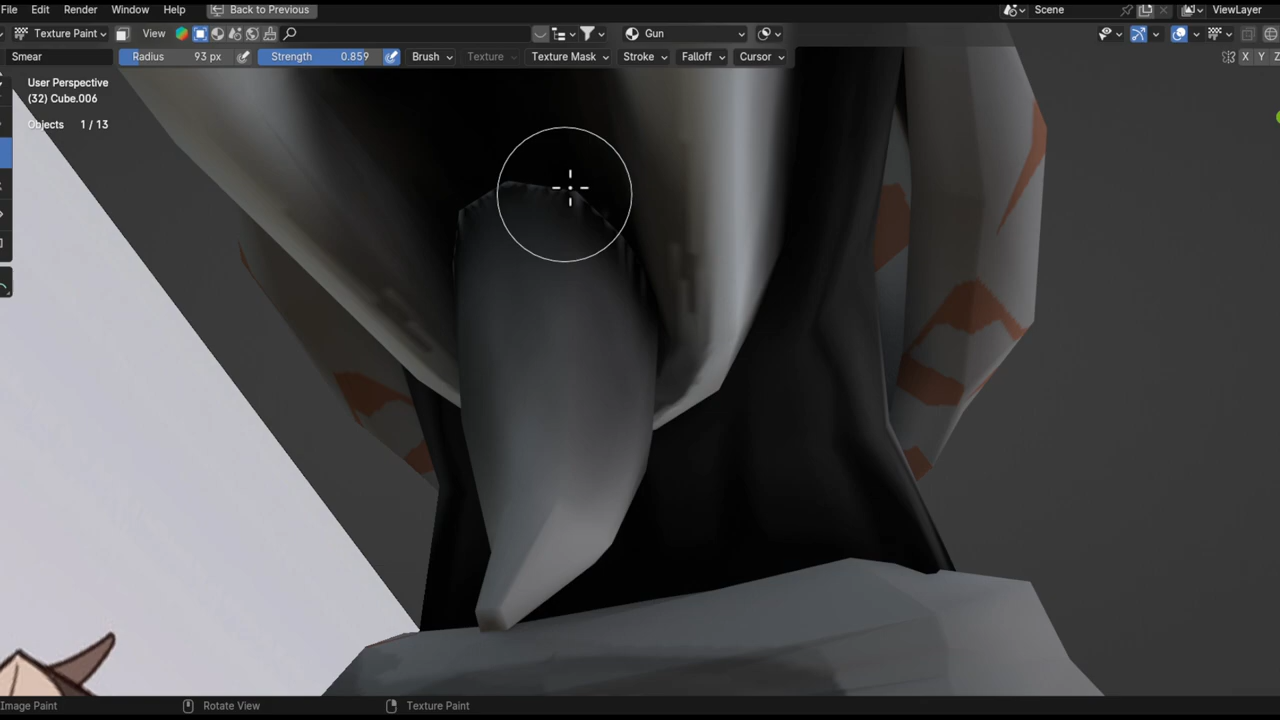 File Edit Render Window Help Back to Previous Scene ViewLayer
Texture Paint View Gun
Smear Radius 93 px Strength 0.859 Brush Texture Texture Mask Stroke Falloff Cursor X Y Z
User Perspective
(32) Cube.006
Objects 1 / 13
Image Paint Rotate View Texture Paint